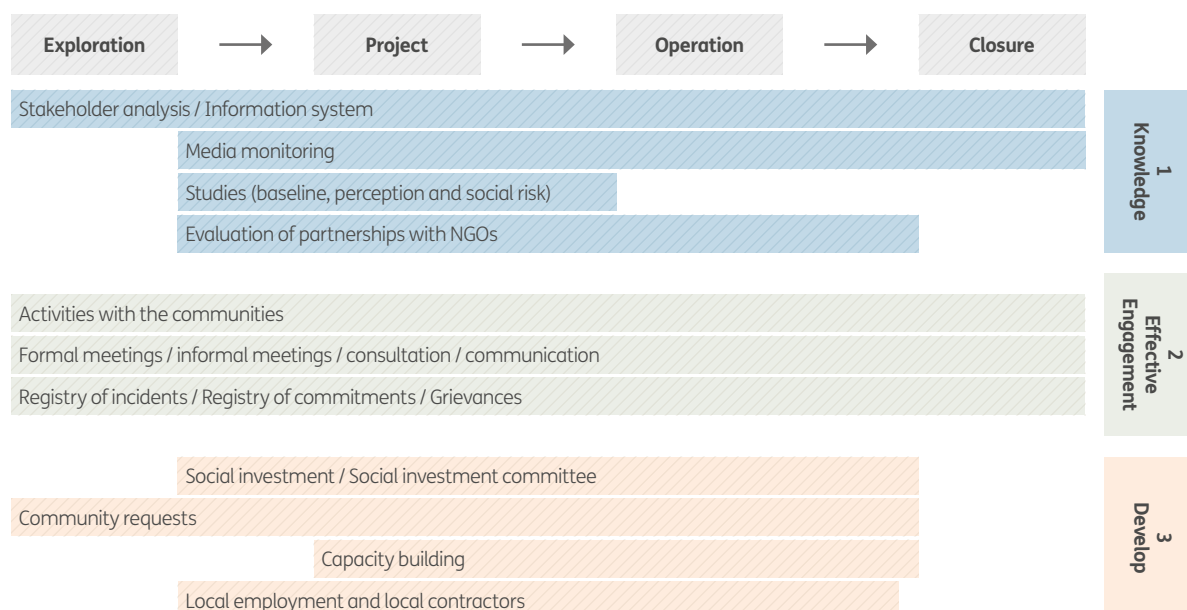 Exploration
Project
Operation
Closure
Stakeholder analysis / Information system
Media monitoring
Studies (baseline, perception and social risk)
Evaluation of partnerships with NGOs
1
Knowledge
Activities with the communities
Formal meetings / informal meetings / consultation / communication
Registry of incidents / Registry of commitments / Grievances
2
Effective
Engagement
Social investment / Social investment committee
Community requests
Capacity building
Local employment and local contractors
3
Develop